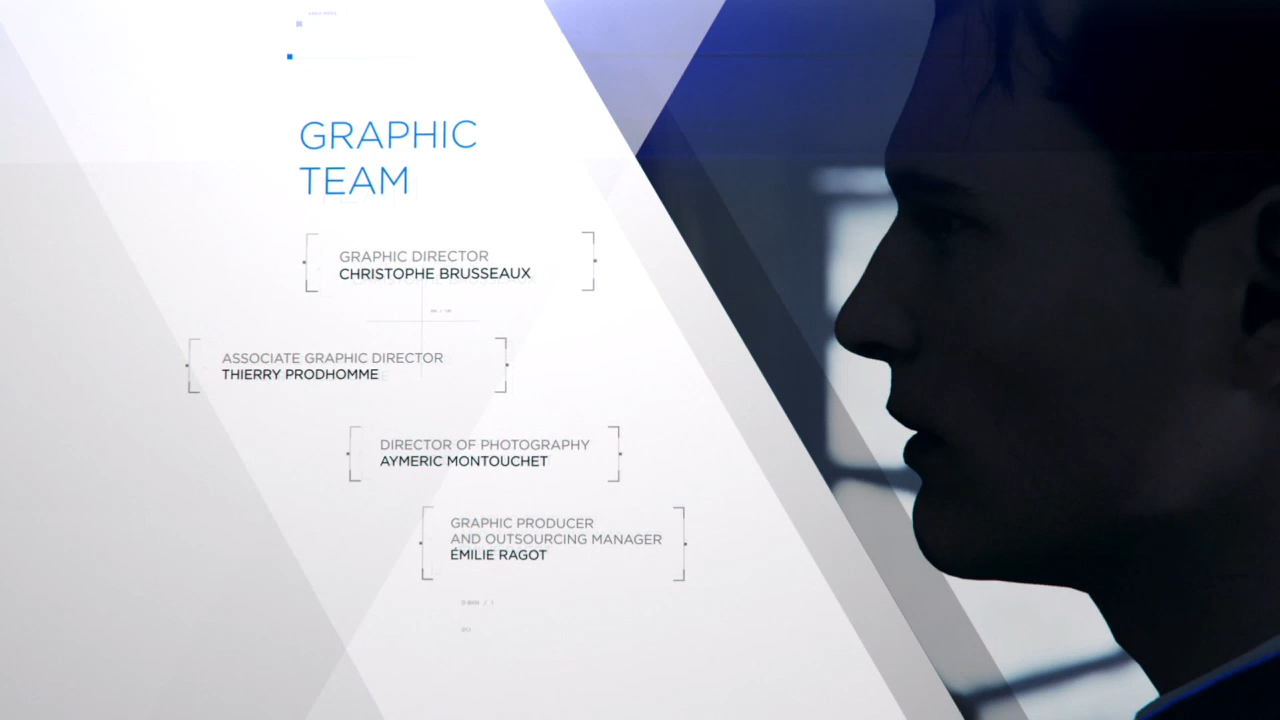 GRAPHIC
TEAM
GRAPHIC DIRECTOR
CHRISTOPHE BRUSSEAUX
ASSOCIATE GRAPHIC DIRECTOR
THIERRY PRODHOMME
DIRECTOR OF PHOTOGRAPHY
AYMERIC MONTOUCHET
GRAPHIC PRODUCER
AND OUTSOURCING MANAGER
ÉMILIE RAGOT